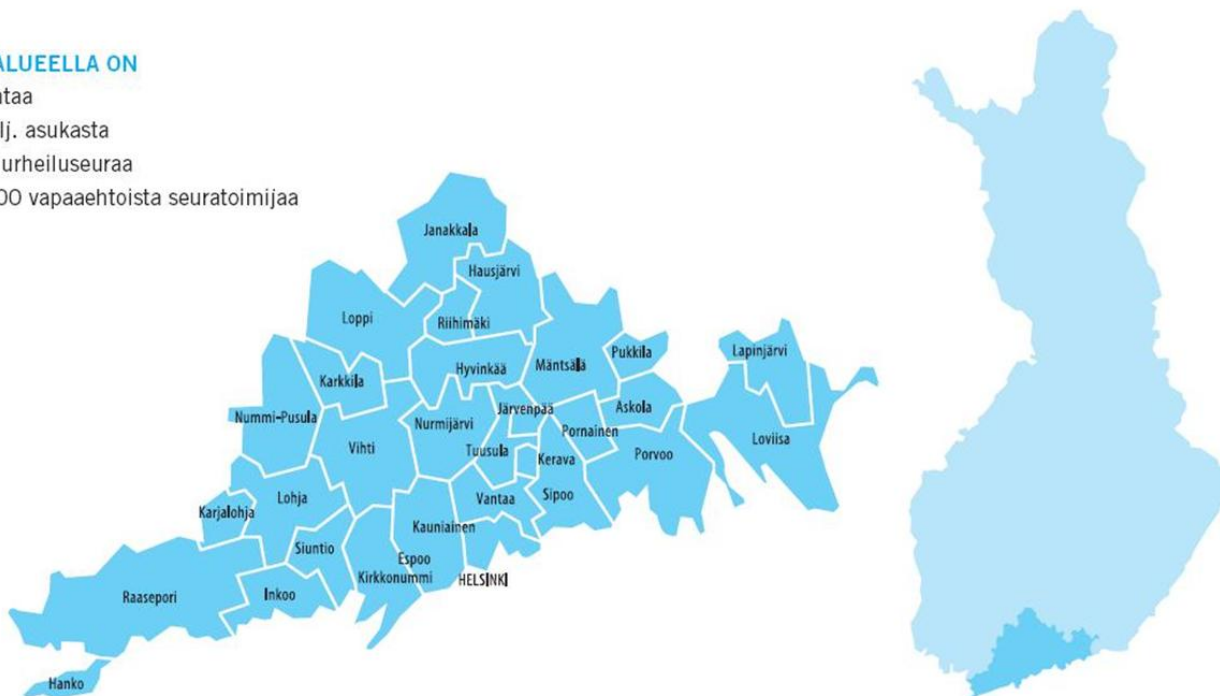 ALUEELLA ON
lj. asukasta
urheiluseuraa
00 vapaaehtoista seuratoimijaa
Janakkala
Hausjärvi
Loppi
Riihimäki
Lapinjärvi
Pukkila
Mäntsälä
Hyvinkää
Karkkila
Järvenpää
Askola
Nummi-Pusula
Nurmijärvi
Pornainen
Loviisa
Vihti
Tuusula
Kerava
Porvoo
Lohja
Vantaa
Sipoo
Karjalohja
Kauniainen
Siuntio
Espoo
Kirkkonummi
HELSINKI
Raasepori
Inkoo
Hanko